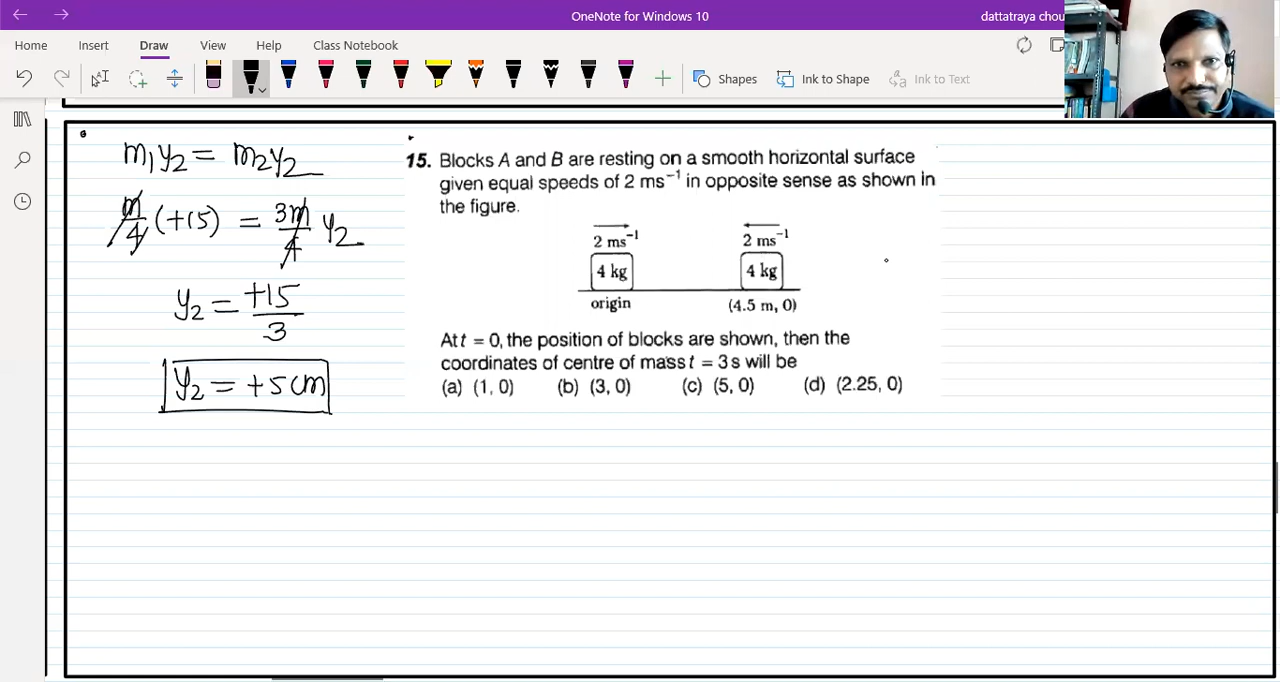 OneNote for Windows 10
dattatraya chou
Home Insert Draw View Help Class Notebook
Shapes Ink to Shape Ink to Text
m₁y₂ = m₂y₂
m/4 (+15) = 3m/4 y₂
y₂ = +15/3
y₂ = +5 cm
15. Blocks A and B are resting on a smooth horizontal surface
given equal speeds of 2 ms⁻¹ in opposite sense as shown in
the figure.
2 ms⁻¹ 2 ms⁻¹
4 kg 4 kg
origin (4.5 m, 0)
At t = 0, the position of blocks are shown, then the
coordinates of centre of mass t = 3 s will be
(a) (1, 0) (b) (3, 0) (c) (5, 0) (d) (2.25, 0)